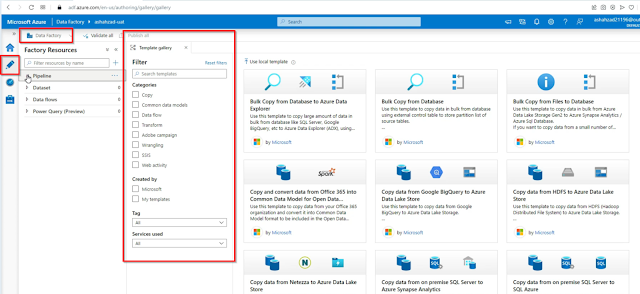 adf.azure.com/en-us/authoring/gallery/gallery
Microsoft Azure
Data Factory
ashahzad-uat
Data Factory
Validate all
Publish all
Factory Resources
Filter resources by name
Pipeline
Dataset
0
Data flows
0
Power Query (Preview)
0
Template gallery
Filter
Reset filters
Search templates
Categories
Copy
Common data models
Data flow
Transform
Adobe campaign
Wrangling
SSIS
Web activity
Created by
Microsoft
My templates
Tag
All
Services used
All
Use local template
Bulk Copy from Database to Azure Data
Explorer
Use this template to copy large amount of data in
bulk from database like SQL Server, Google
BigQuery, etc to Azure Data Explorer (ADX), using...
by Microsoft
Bulk Copy from Database
Use this template to copy data in bulk from database
using external control table to store partition list of
source tables.
by Microsoft
Bulk Copy from Files to Database
Use this template to copy data in bulk from Azure
Data Lake Storage Gen2 to Azure Synapse Analytics /
Azure Sql Database.
If you want to copy data from a small number of...
by Microsoft
Copy and convert data from Office 365 into
Common Data Model for Open Data...
Use this template to copy data from your Office 365
organization and convert it into Common Data
Model format to be included in the Open Data...
Copy data from Google BigQuery to Azure
Data Lake Store
Use this template to copy data from Google
BigQuery to Azure Data Lake Storage.
by Microsoft
Copy data from HDFS to Azure Data Lake
Store
Use this template to copy data from HDFS (Hadoop
Distributed File System) to Azure Data Lake Storage.
by Microsoft
Copy data from Netezza to Azure Data Lake
Store
Copy data from on premise SQL Server to
Azure Synapse Analytics
Copy data from on premise SQL Server to
SQL Azure